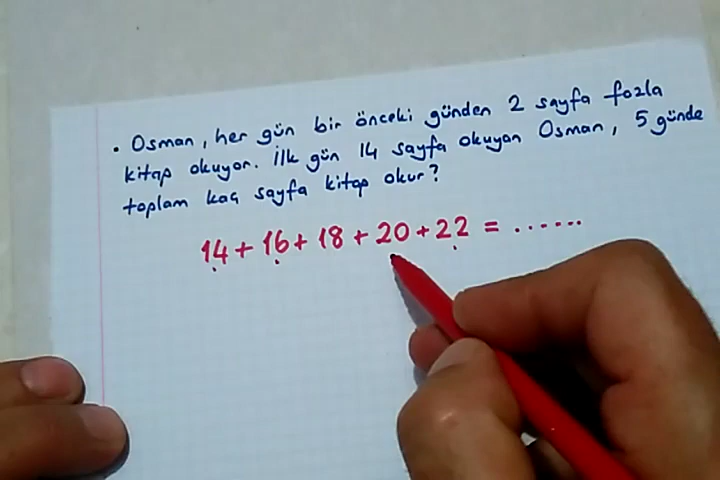 . Osman, her gün bir önceki günden 2 sayfa fazla
kitap okuyor. İlk gün 14 sayfa okuyan Osman, 5 günde
toplam kaç sayfa kitap okur?
14 + 16 + 18 + 20 + 22 = .......